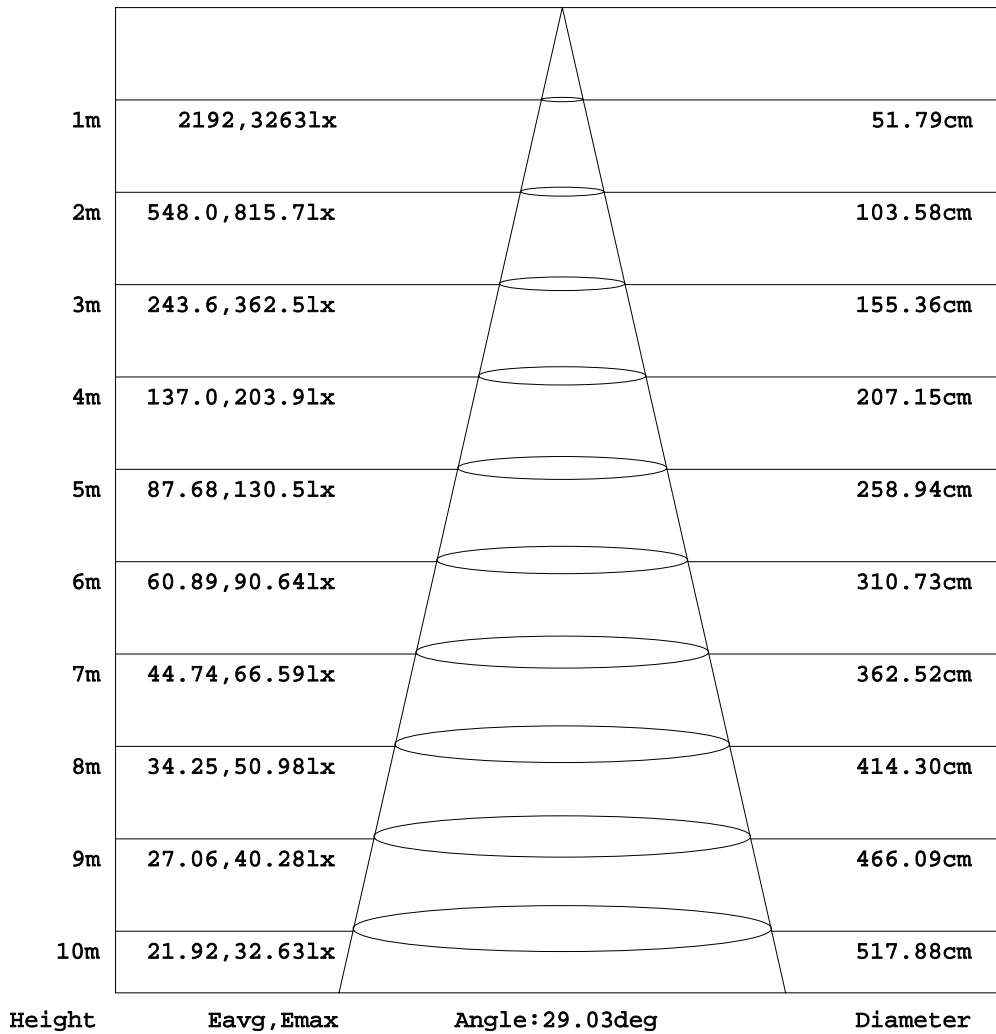 1m 2192,3263lx 51.79cm
2m 548.0,815.7lx 103.58cm
3m 243.6,362.5lx 155.36cm
4m 137.0,203.9lx 207.15cm
5m 87.68,130.5lx 258.94cm
6m 60.89,90.64lx 310.73cm
7m 44.74,66.59lx 362.52cm
8m 34.25,50.98lx 414.30cm
9m 27.06,40.28lx 466.09cm
10m 21.92,32.63lx 517.88cm
Height Eavg,Emax Angle:29.03deg Diameter